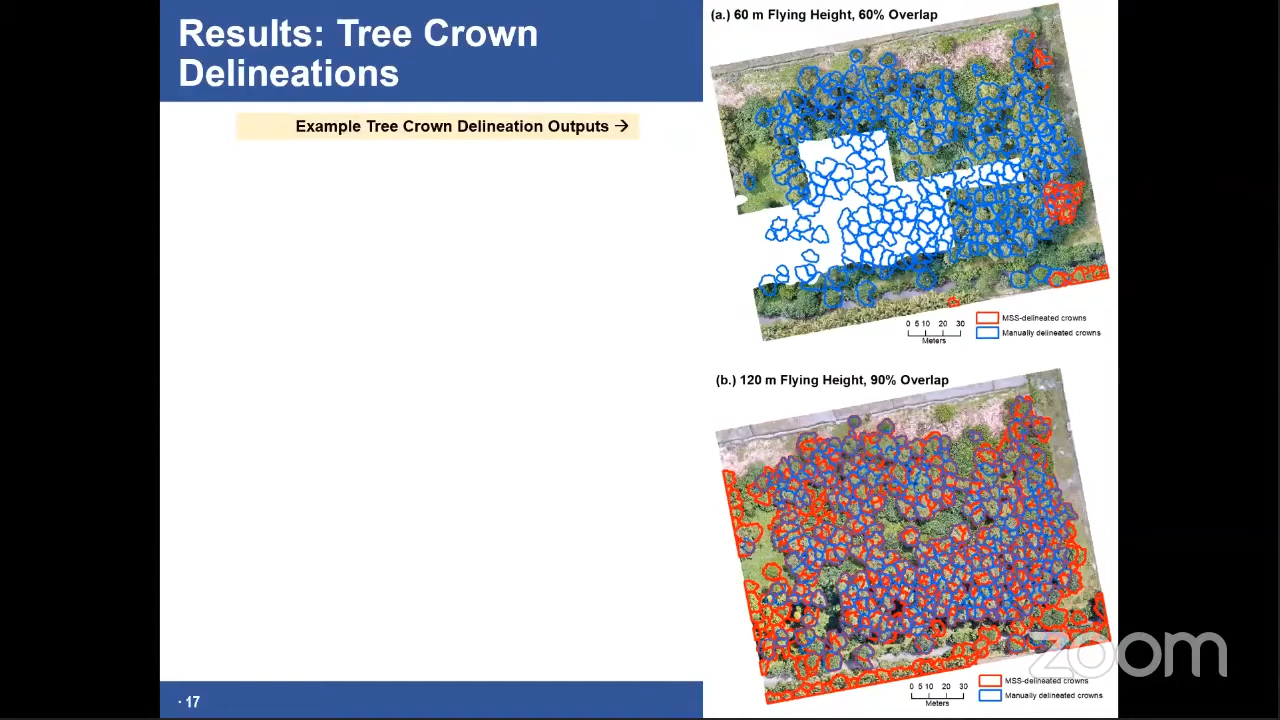 Results: Tree Crown
Delineations
Example Tree Crown Delineation Outputs →
(a.) 60 m Flying Height, 60% Overlap
0 5 10 20 30
Meters
MSS-delineated crowns
Manually delineated crowns
(b.) 120 m Flying Height, 90% Overlap
0 5 10 20 30
Meters
MSS-delineated crowns
Manually delineated crowns
zoom
· 17